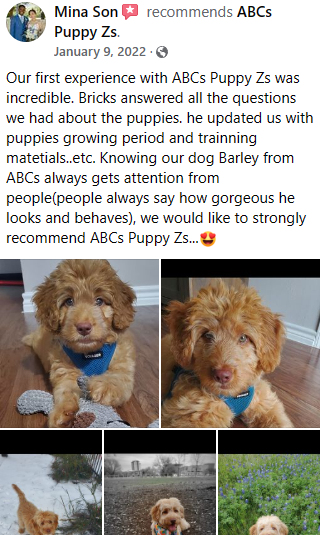 Mina Son recommends ABCs
Puppy Zs.
January 9, 2022 ·
Our first experience with ABCs Puppy Zs was
incredible. Bricks answered all the questions
we had about the puppies. he updated us with
puppies growing period and trainning
matetials..etc. Knowing our dog Barley from
ABCs always gets attention from
people(people always say how gorgeous he
looks and behaves), we would like to strongly
recommend ABCs Puppy Zs...😍